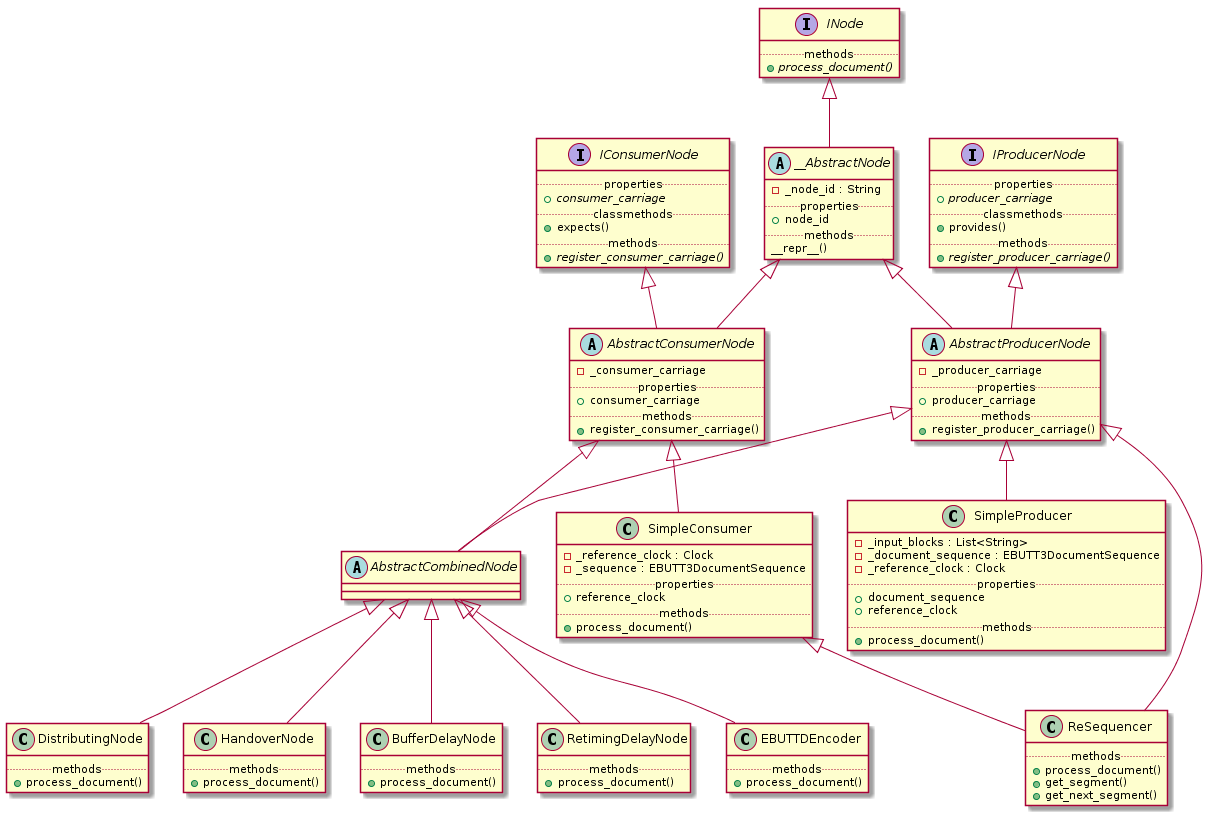 I INode
methods
process_document()
I IConsumerNode
properties
consumer_carriage
classmethods
expects()
methods
register_consumer_carriage()
A __AbstractNode
_node_id : String
properties
node_id
methods
__repr__()
I IProducerNode
properties
producer_carriage
classmethods
provides()
methods
register_producer_carriage()
A AbstractConsumerNode
_consumer_carriage
properties
consumer_carriage
methods
register_consumer_carriage()
A AbstractProducerNode
_producer_carriage
properties
producer_carriage
methods
register_producer_carriage()
A AbstractCombinedNode
C SimpleConsumer
_reference_clock : Clock
_sequence : EBUTT3DocumentSequence
properties
reference_clock
methods
process_document()
C SimpleProducer
_input_blocks : List<String>
_document_sequence : EBUTT3DocumentSequence
_reference_clock : Clock
properties
document_sequence
reference_clock
methods
process_document()
C DistributingNode
methods
process_document()
C HandoverNode
methods
process_document()
C BufferDelayNode
methods
process_document()
C RetimingDelayNode
methods
process_document()
C EBUTTDEncoder
methods
process_document()
C ReSequencer
methods
process_document()
get_segment()
get_next_segment()